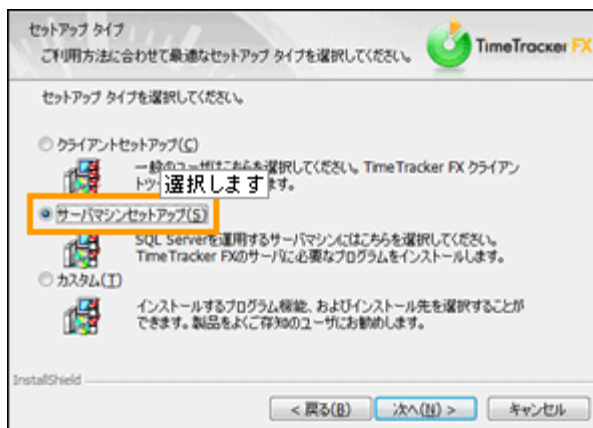 セットアップ タイプ
ご利用方法に合わせて最適なセットアップ タイプを選択してください。
TimeTracker FX
セットアップ タイプを選択してください。
クライアントセットアップ(C)
一般のユーザはこちらを選択してください。TimeTracker FX クライアン
トツ
ます。
選択します
サーバマシンセットアップ(S)
SQL Serverを運用するサーバマシンにはこちらを選択してください。
TimeTracker FXのサーバに必要なプログラムをインストールします。
カスタム(T)
インストールするプログラム機能、およびインストール先を選択することが
できます。製品をよくご存知のユーザにお勧めします。
InstallShield
< 戻る(B)
次へ(N) >
キャンセル